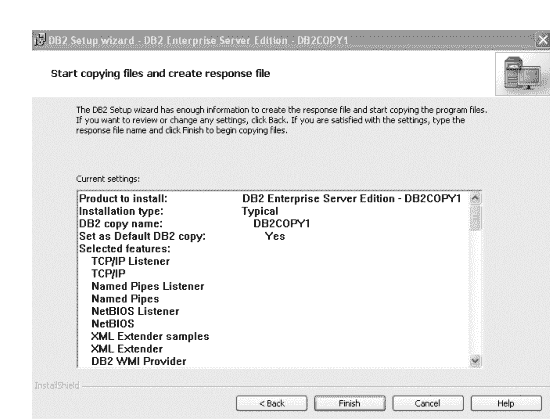 DB2 Setup wizard - DB2 Enterprise Server Edition - DB2COPY1
Start copying files and create response file
The DB2 Setup wizard has enough information to create the response file and start copying the program files.
If you want to review or change any settings, click Back. If you are satisfied with the settings, type the
response file name and click Finish to begin copying files.
Current settings:
Product to install: DB2 Enterprise Server Edition - DB2COPY1
Installation type: Typical
DB2 copy name: DB2COPY1
Set as Default DB2 copy: Yes
Selected features:
TCP/IP Listener
TCP/IP
Named Pipes Listener
Named Pipes
NetBIOS Listener
NetBIOS
XML Extender samples
XML Extender
DB2 WMI Provider
InstallShield
< Back Finish Cancel Help